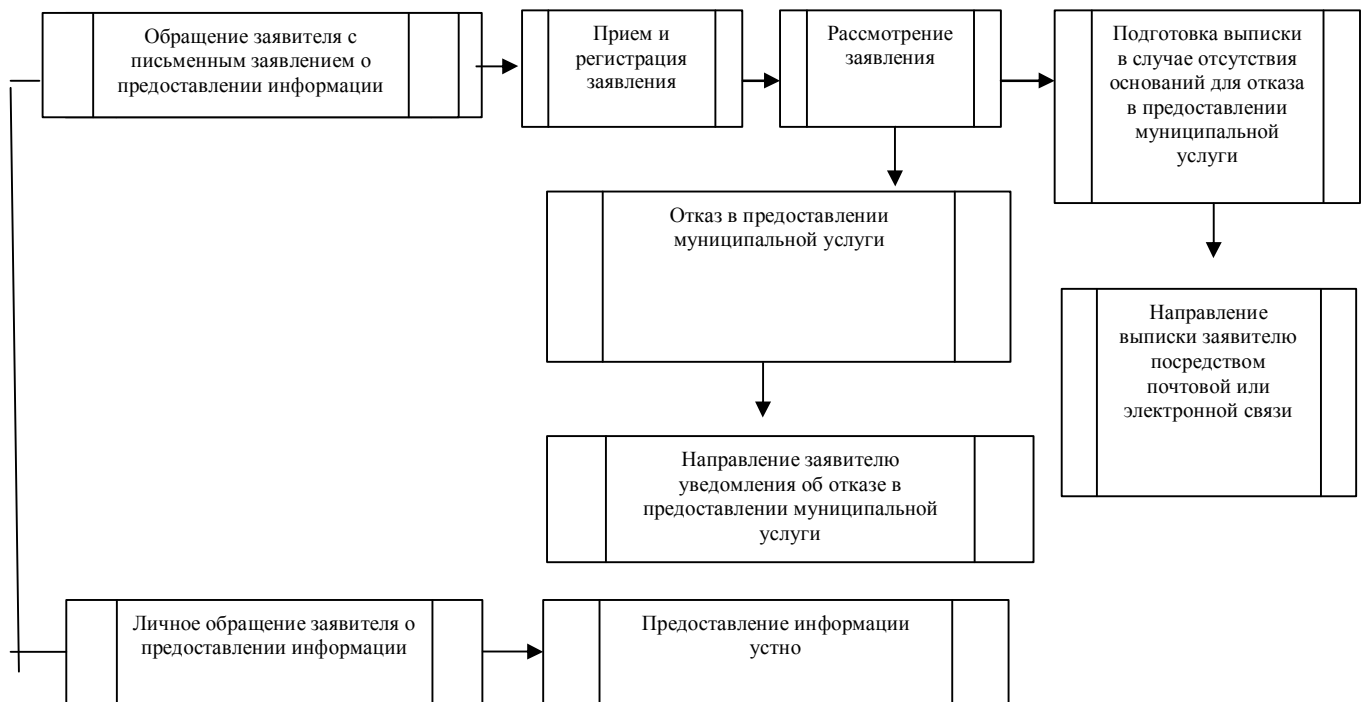 Обращение заявителя с
письменным заявлением о
предоставлении информации
Прием и
регистрация
заявления
Рассмотрение
заявления
Подготовка выписки
в случае отсутствия
оснований для отказа
в предоставлении
муниципальной
услуги
Отказ в предоставлении
муниципальной услуги
Направление
выписки заявителю
посредством
почтовой или
электронной связи
Направление заявителю
уведомления об отказе в
предоставлении муниципальной
услуги
Личное обращение заявителя о
предоставлении информации
Предоставление информации
устно